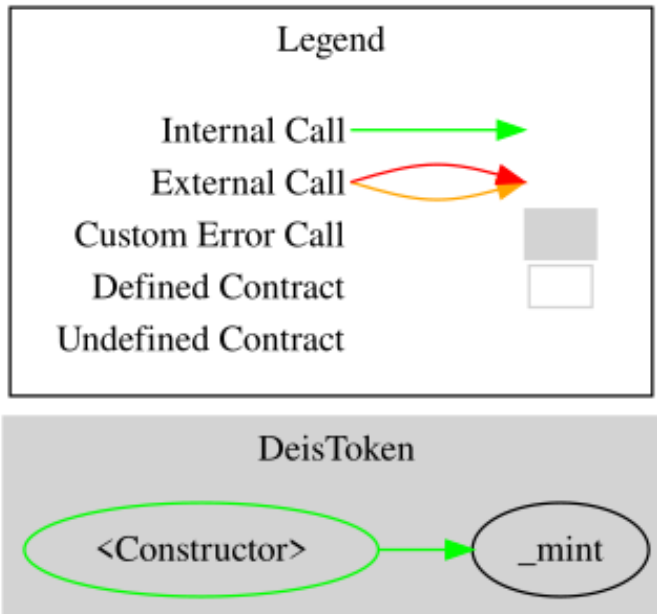 Legend
Internal Call
External Call
Custom Error Call
Defined Contract
Undefined Contract
DeisToken
<Constructor> _mint